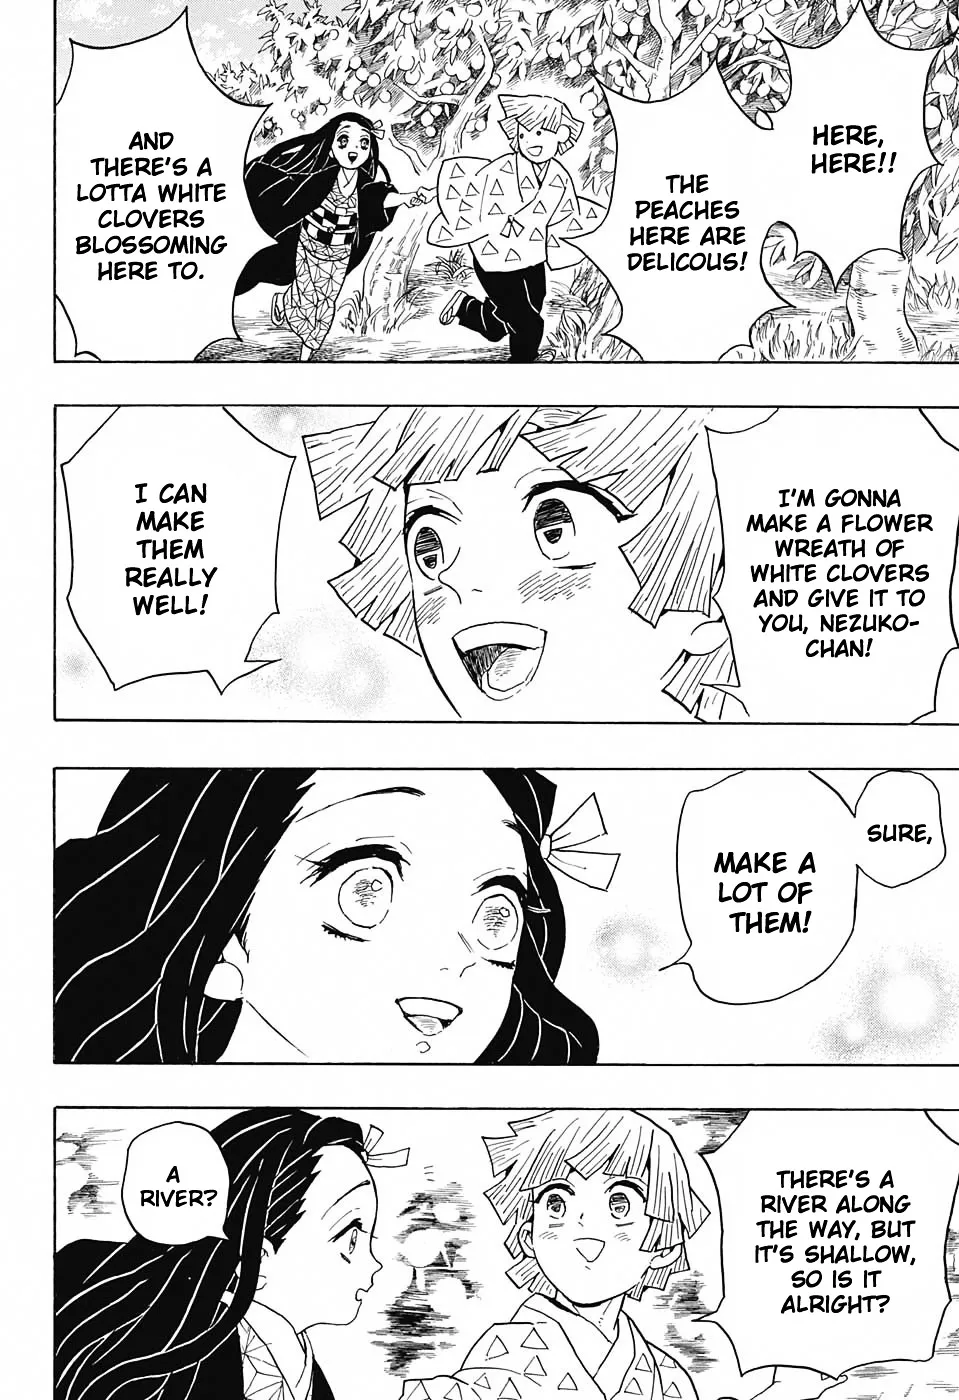 HERE,
HERE!!
THE
PEACHES
HERE ARE
DELICOUS!
AND
THERE'S A
LOTTA WHITE
CLOVERS
BLOSSOMING
HERE TO.
I'M GONNA
MAKE A FLOWER
WREATH OF
WHITE CLOVERS
AND GIVE IT TO
YOU, NEZUKO-
CHAN!
I CAN
MAKE
THEM
REALLY
WELL!
SURE,
MAKE A
LOT OF
THEM!
THERE'S A
RIVER ALONG
THE WAY, BUT
IT'S SHALLOW,
SO IS IT
ALRIGHT?
A
RIVER?